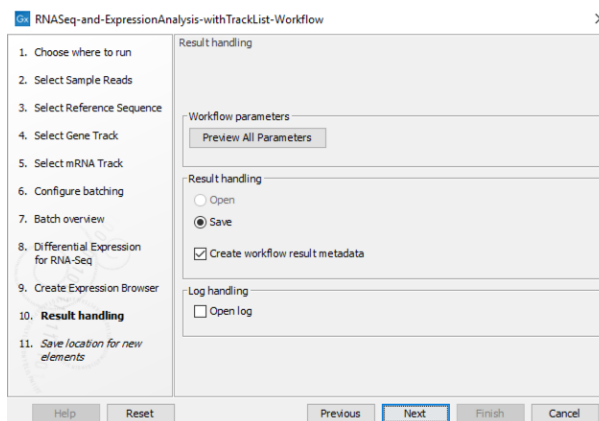 Gx RNASeq-and-ExpressionAnalysis-withTrackList-Workflow
1. Choose where to run
2. Select Sample Reads
3. Select Reference Sequence
4. Select Gene Track
5. Select mRNA Track
6. Configure batching
7. Batch overview
8. Differential Expression
for RNA-Seq
9. Create Expression Browser
10. Result handling
11. Save location for new
elements
Result handling
Workflow parameters
Preview All Parameters
Result handling
Open
Save
Create workflow result metadata
Log handling
Open log
Help Reset Previous Next Finish Cancel